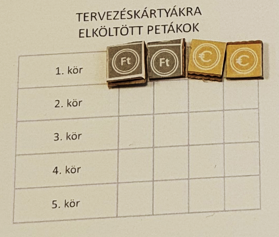 TERVEZÉSKÁRTYÁKRA
ELKÖLTÖTT PETÁKOK
1. kör Ft Ft € €
2. kör
3. kör
4. kör
5. kör